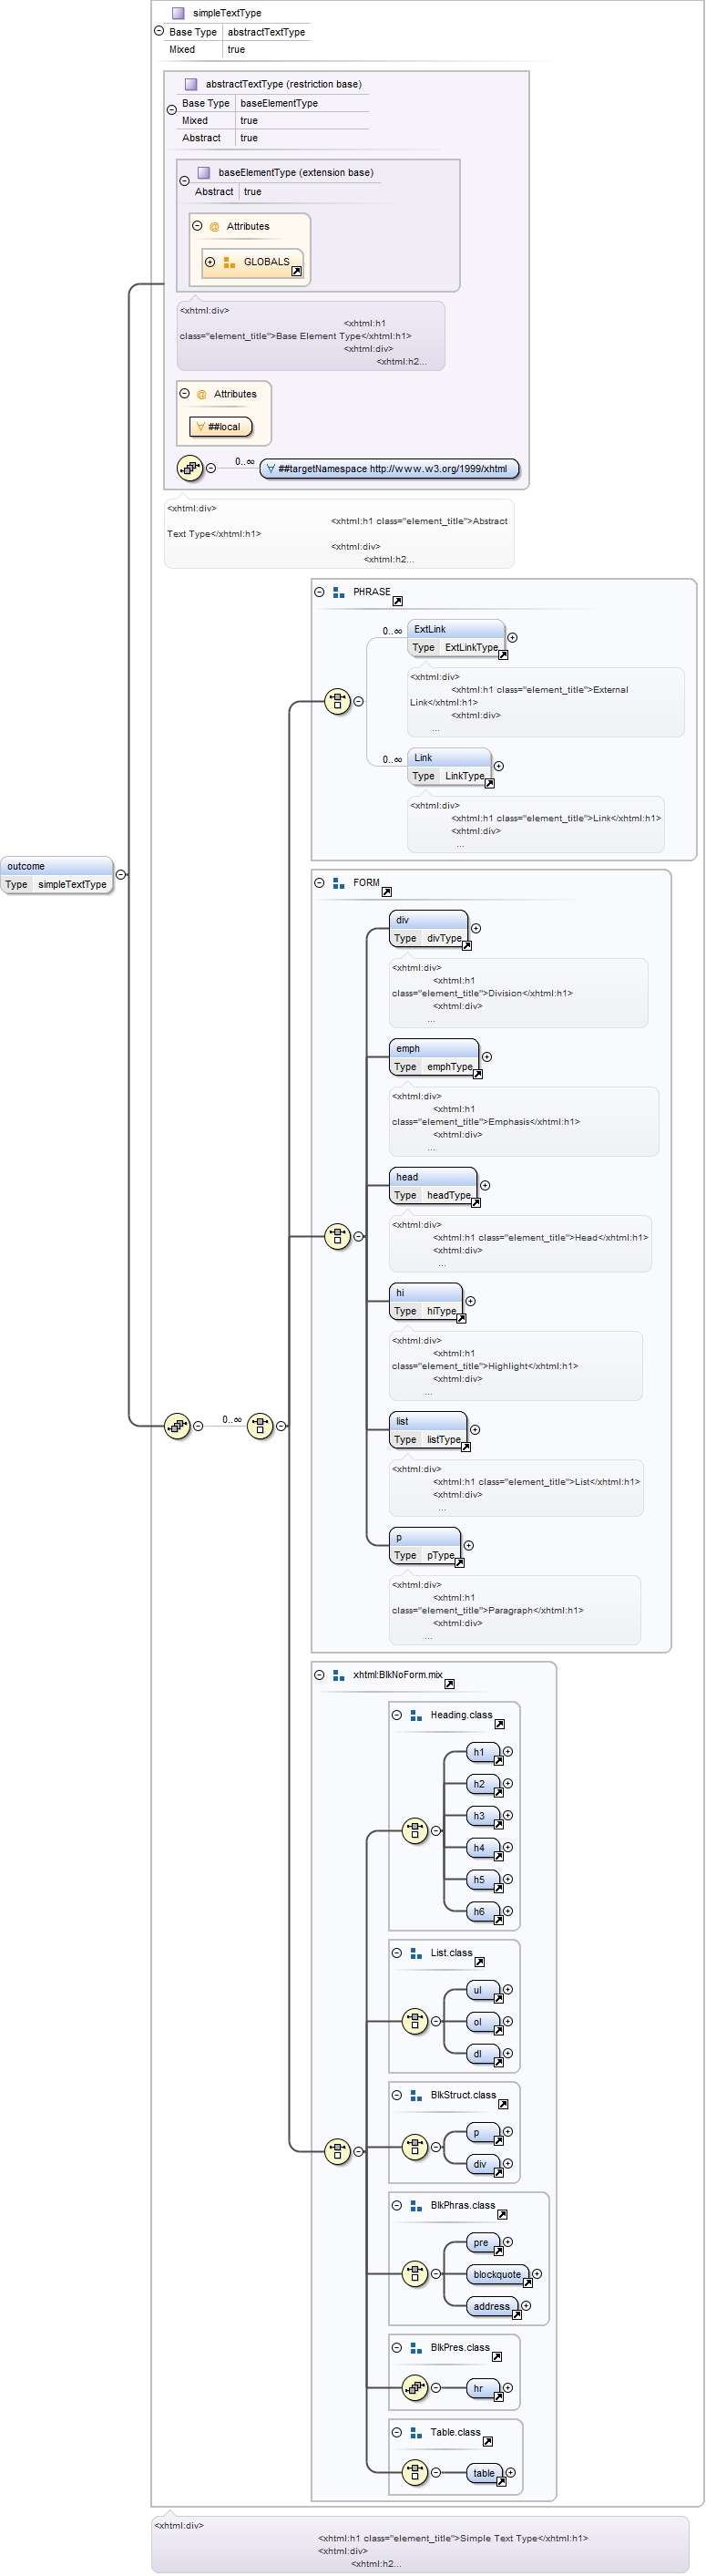 simpleTextType
Base Type abstractTextType
Mixed true
abstractTextType (restriction base)
Base Type baseElementType
Mixed true
Abstract true
baseElementType (extension base)
Abstract true
@ Attributes
GLOBALS
<xhtml:div>
<xhtml:h1
class="element_title">Base Element Type</xhtml:h1>
<xhtml:div>
<xhtml:h2...
@ Attributes
∀ ##local
0..∞
∀ ##targetNamespace http://www.w3.org/1999/xhtml
<xhtml:div>
<xhtml:h1 class="element_title">Abstract
Text Type</xhtml:h1>
<xhtml:div>
<xhtml:h2...
PHRASE
0..∞
ExtLink
Type ExtLinkType
<xhtml:div>
<xhtml:h1 class="element_title">External
Link</xhtml:h1>
<xhtml:div>
...
0..∞
Link
Type LinkType
<xhtml:div>
<xhtml:h1 class="element_title">Link</xhtml:h1>
<xhtml:div>
...
outcome
Type simpleTextType
FORM
div
Type divType
<xhtml:div>
<xhtml:h1
class="element_title">Division</xhtml:h1>
<xhtml:div>
...
emph
Type emphType
<xhtml:div>
<xhtml:h1
class="element_title">Emphasis</xhtml:h1>
<xhtml:div>
...
head
Type headType
<xhtml:div>
<xhtml:h1 class="element_title">Head</xhtml:h1>
<xhtml:div>
...
hi
Type hiType
<xhtml:div>
<xhtml:h1
class="element_title">Highlight</xhtml:h1>
<xhtml:div>
...
0..∞
list
Type listType
<xhtml:div>
<xhtml:h1 class="element_title">List</xhtml:h1>
<xhtml:div>
...
p
Type pType
<xhtml:div>
<xhtml:h1
class="element_title">Paragraph</xhtml:h1>
<xhtml:div>
...
xhtml:BlkNoForm.mix
Heading.class
h1
h2
h3
h4
h5
h6
List.class
ul
ol
dl
BlkStruct.class
p
div
BlkPhras.class
pre
blockquote
address
BlkPres.class
hr
Table.class
table
<xhtml:div>
<xhtml:h1 class="element_title">Simple Text Type</xhtml:h1>
<xhtml:div>
<xhtml:h2...